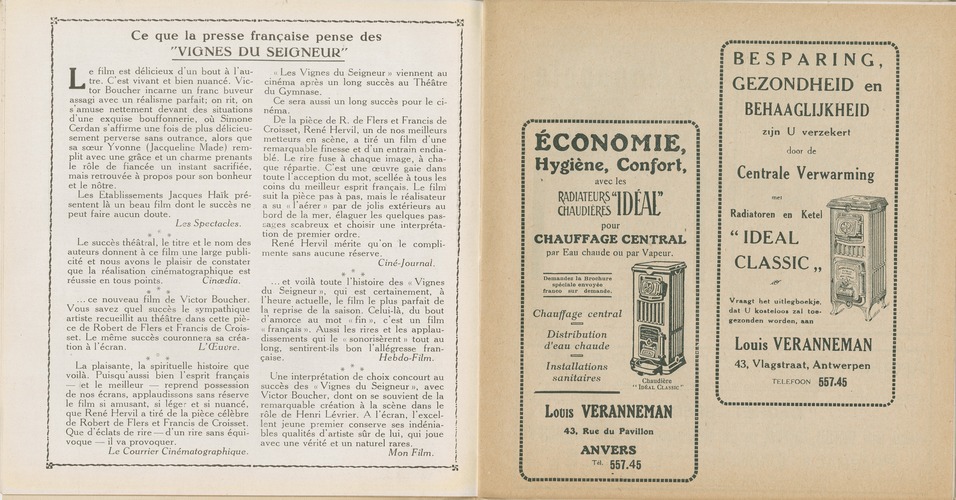 Ce que la presse française pense des
"VIGNES DU SEIGNEUR"
Le film est délicieux d'un bout à l'au-
tre. C'est vivant et bien nuancé. Vic-
tor Boucher incarne un franc buveur
assagi avec un réalisme parfait; on rit, on
s'amuse nettement devant des situations
d'une exquise bouffonnerie, où Simone
Cerdan s'affirme une fois de plus délicieu-
sement perverse sans outrance, alors que
sa sœur Yvonne (Jacqueline Made) rem-
plit avec une grâce et un charme prenants
le rôle de fiancée un instant sacrifiée,
mais retrouvée à propos pour son bonheur
et le nôtre.
Les Etablissements Jacques Haïk pré-
sentent là un beau film dont le succès ne
peut faire aucun doute.
Les Spectacles.
* * *
Le succès théâtral, le titre et le nom des
auteurs donnent à ce film une large publi-
cité et nous avons le plaisir de constater
que la réalisation cinématographique est
réussie en tous points.
Cinœdia.
* * *
... ce nouveau film de Victor Boucher.
Vous savez quel succès le sympathique
artiste recueillit au théâtre dans cette piè-
ce de Robert de Flers et Francis de Crois-
set. Le même succès couronnera sa créa-
tion à l'écran.
L'Œuvre.
* * *
La plaisante, la spirituelle histoire que
voilà. Puisqu'aussi bien l'esprit français
— et le meilleur — reprend possession
de nos écrans, applaudissons sans réserve
le film si amusant, si léger et si nuancé,
que René Hervil a tiré de la pièce célèbre
de Robert de Flers et Francis de Croisset.
Que d'éclats de rire — d'un rire sans équi-
voque — il va provoquer.
Le Courrier Cinématographique.
« Les Vignes du Seigneur » viennent au
cinéma après un long succès au Théâtre
du Gymnase.
Ce sera aussi un long succès pour le ci-
néma.
De la pièce de R. de Flers et Francis de
Croisset, René Hervil, un de nos meilleurs
metteurs en scène, a tiré un film d'une
remarquable finesse et d'un entrain endia-
blé. Le rire fuse à chaque image, à cha-
que répartie. C'est une œuvre gaie dans
toute l'acception du mot, scellée à tous les
coins du meilleur esprit français. Le film
suit la pièce pas à pas, mais le réalisateur
a su « l'aérer » par de jolis extérieurs au
bord de la mer, élaguer les quelques pas-
sages scabreux et choisir une interpréta-
tion de premier ordre.
René Hervil mérite qu'on le compli-
mente sans aucune réserve.
Ciné-Journal.
* * *
... et voilà toute l'histoire des « Vignes
du Seigneur », qui est certainement, à
l'heure actuelle, le film le plus parfait de
la reprise de la saison. Celui-là, du bout
d'amorce au mot « fin », c'est un film
« français ». Aussi les rires et les applau-
dissements qui le « sonorisèrent » tout au
long, sentirent-ils bon l'allégresse fran-
çaise.
Hebdo-Film.
* * *
Une interprétation de choix concourt au
succès des « Vignes du Seigneur », avec
Victor Boucher, dont on se souvient de la
remarquable création à la scène dans le
rôle de Henri Lévrier. A l'écran, l'excel-
lent jeune premier conserve ses indénia-
bles qualités d'artiste sûr de lui, qui joue
avec une vérité et un naturel rares.
Mon Film.
ÉCONOMIE,
Hygiène, Confort,
avec les
RADIATEURS
CHAUDIÈRES
"IDÉAL"
pour
CHAUFFAGE CENTRAL
par Eau chaude ou par Vapeur.
Demandez la Brochure
spéciale envoyée
franco sur demande.
Chauffage central
Distribution
d'eau chaude
Installations
sanitaires
Chaudière
"IDÉAL CLASSIC"
Louis VERANNEMAN
43, Rue du Pavillon
ANVERS
Tél. 557.45
BESPARING,
GEZONDHEID en
BEHAAGLIJKHEID
zijn U verzekert
door de
Centrale Verwarming
met
Radiatoren en Ketel
" IDEAL
CLASSIC „
Vraagt het uitlegboekje,
dat U kosteloos zal toe-
gezonden worden, aan
Louis VERANNEMAN
43, Vlagstraat, Antwerpen
TELEFOON 557.45